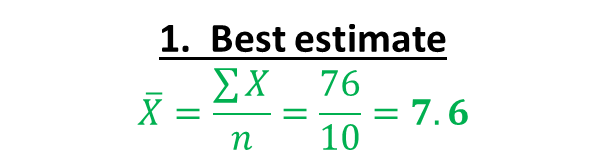 1. Best estimate
X̄ = ∑X / n = 76 / 10 = 7.6